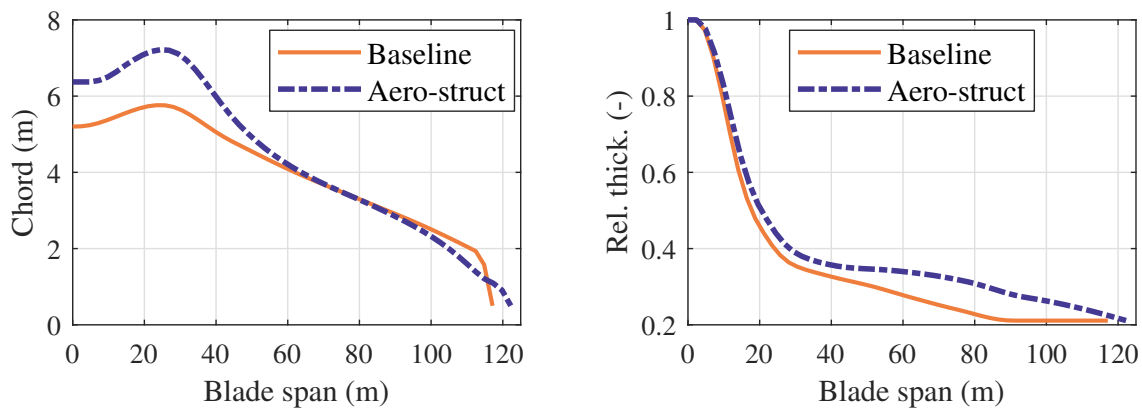 8
6
4
2
0
Chord (m)
Baseline
Aero-struct
0 20 40 60 80 100 120
Blade span (m)
1
0.8
0.6
0.4
0.2
Rel. thick. (-)
Baseline
Aero-struct
0 20 40 60 80 100 120
Blade span (m)